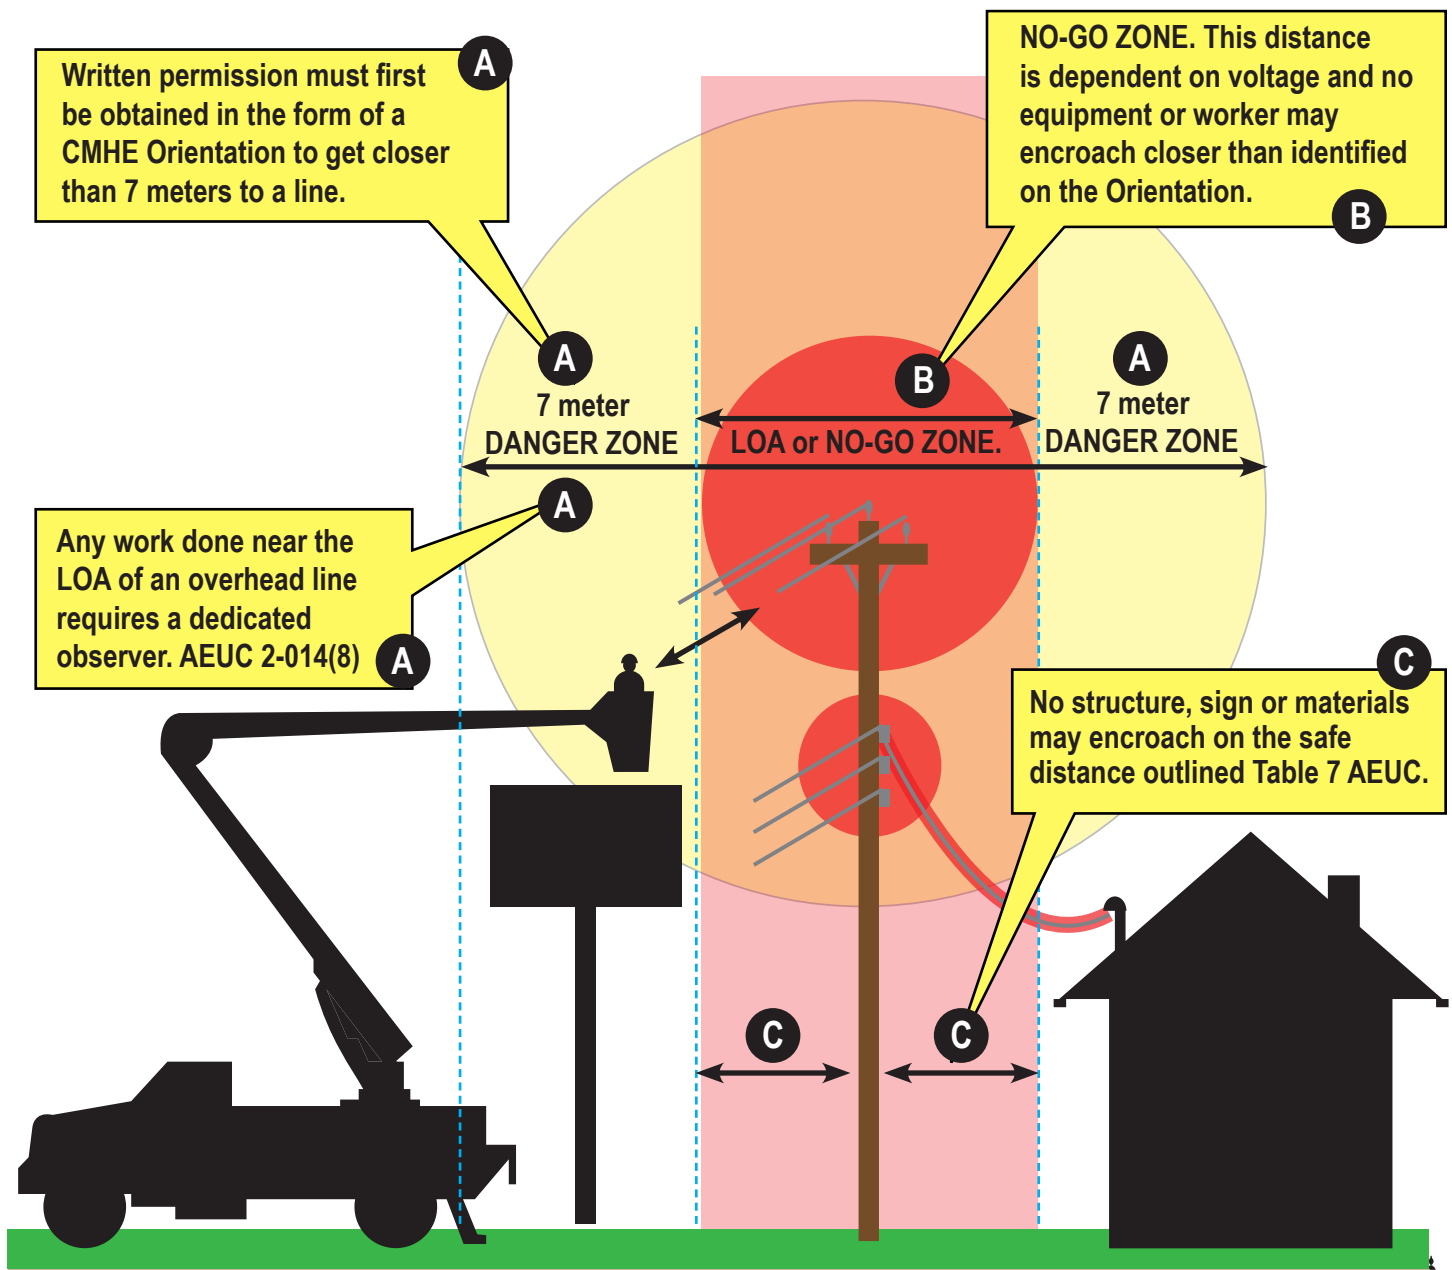 A
Written permission must first
be obtained in the form of a
CMHE Orientation to get closer
than 7 meters to a line.
NO-GO ZONE. This distance
is dependent on voltage and no
equipment or worker may
encroach closer than identified
on the Orientation.
B
A
7 meter
DANGER ZONE
B
LOA or NO-GO ZONE.
A
7 meter
DANGER ZONE
A
Any work done near the
LOA of an overhead line
requires a dedicated
observer. AEUC 2-014(8)
A
C
No structure, sign or materials
may encroach on the safe
distance outlined Table 7 AEUC.
C
C